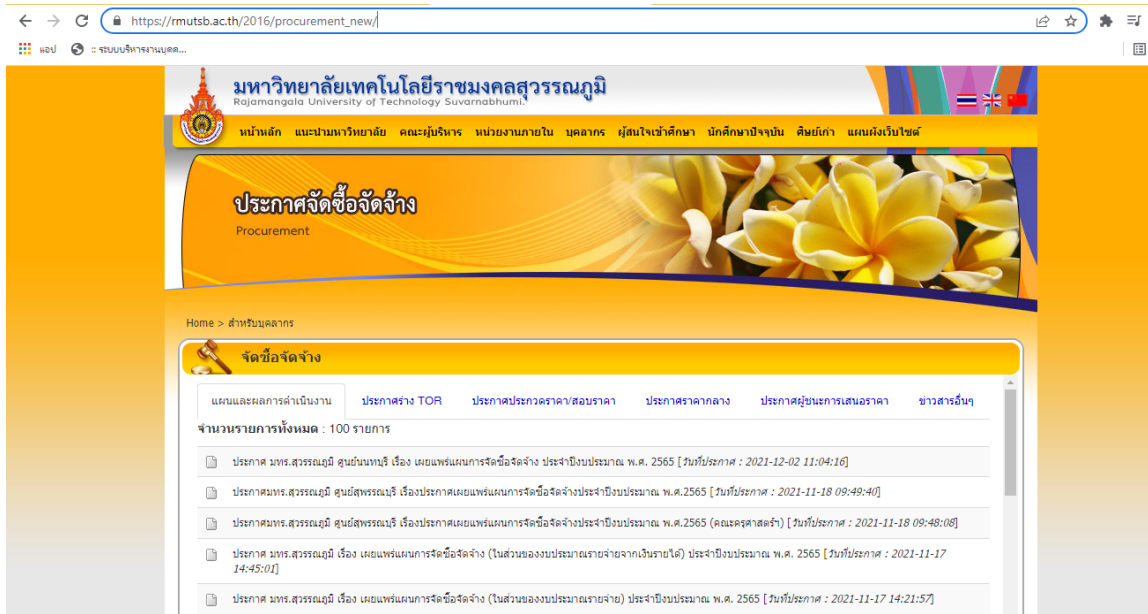 https://rmutsb.ac.th/2016/procurement_new/
แอป :: ระบบบริหารงานบุคค...
มหาวิทยาลัยเทคโนโลยีราชมงคลสุวรรณภูมิ
Rajamangala University of Technology Suvarnabhumi.
หน้าหลัก แนะนำมหาวิทยาลัย คณะผู้บริหาร หน่วยงานภายใน บุคลากร ผู้สนใจเข้าศึกษา นักศึกษาปัจจุบัน ศิษย์เก่า แผนผังเว็บไซต์
ประกาศจัดซื้อจัดจ้าง
Procurement
Home > สำหรับบุคลากร
จัดซื้อจัดจ้าง
แผนและผลการดำเนินงาน ประกาศร่าง TOR ประกาศประกวดราคา/สอบราคา ประกาศราคากลาง ประกาศผู้ชนะการเสนอราคา ข่าวสารอื่นๆ
จำนวนรายการทั้งหมด : 100 รายการ
ประกาศ มทร.สุวรรณภูมิ ศูนย์นนทบุรี เรื่อง เผยแพร่แผนการจัดซื้อจัดจ้าง ประจำปีงบประมาณ พ.ศ. 2565 [วันที่ประกาศ : 2021-12-02 11:04:16]
ประกาศมทร.สุวรรณภูมิ ศูนย์สุพรรณบุรี เรื่องประกาศเผยแพร่แผนการจัดซื้อจัดจ้างประจำปีงบประมาณ พ.ศ.2565 [วันที่ประกาศ : 2021-11-18 09:49:40]
ประกาศมทร.สุวรรณภูมิ ศูนย์สุพรรณบุรี เรื่องประกาศเผยแพร่แผนการจัดซื้อจัดจ้างประจำปีงบประมาณ พ.ศ.2565 (คณะครุศาสตร์ฯ) [วันที่ประกาศ : 2021-11-18 09:48:08]
ประกาศ มทร.สุวรรณภูมิ เรื่อง เผยแพร่แผนการจัดซื้อจัดจ้าง (ในส่วนของงบประมาณรายจ่ายจากเงินรายได้) ประจำปีงบประมาณ พ.ศ. 2565 [วันที่ประกาศ : 2021-11-17
14:45:01]
ประกาศ มทร.สุวรรณภูมิ เรื่อง เผยแพร่แผนการจัดซื้อจัดจ้าง (ในส่วนของงบประมาณรายจ่าย) ประจำปีงบประมาณ พ.ศ. 2565 [วันที่ประกาศ : 2021-11-17 14:21:57]